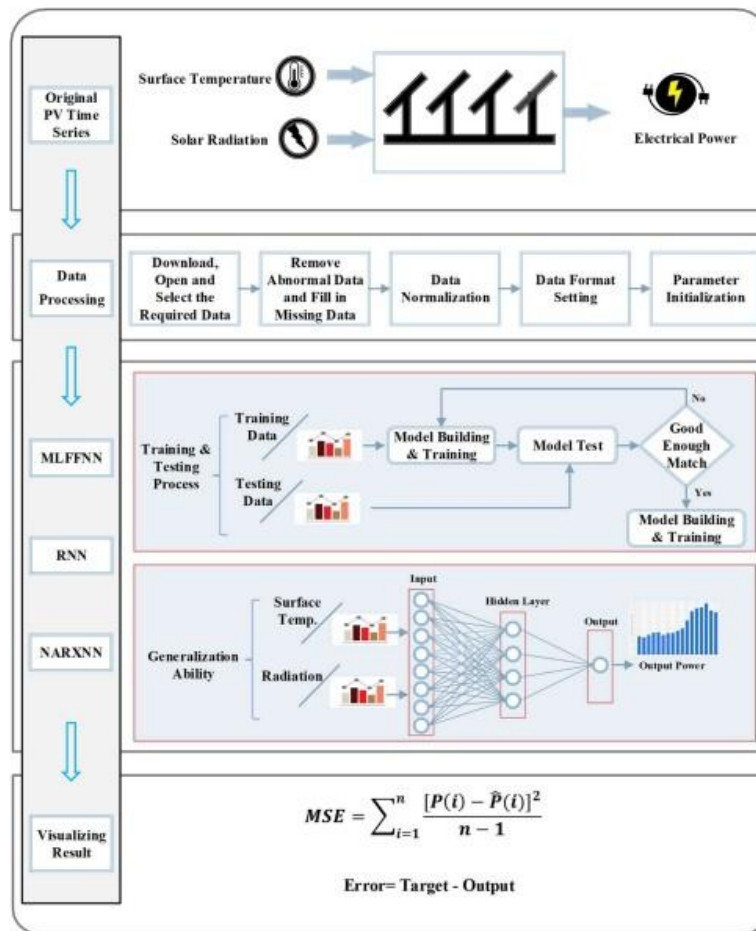 Original
PV Time
Series
Surface Temperature
Solar Radiation
Electrical Power
Data
Processing
Download,
Open and
Select the
Required Data
Remove
Abnormal Data
and Fill in
Missing Data
Data
Normalization
Data Format
Setting
Parameter
Initialization
MLFFNN
RNN
NARXNN
Training &
Testing
Process
Training
Data
Testing
Data
Model Building
& Training
Model Test
Good
Enough
Match
No
Yes
Model Building
& Training
Generalization
Ability
Surface
Temp.
Radiation
Input
Hidden Layer
Output
Output Power
Visualizing
Result
MSE = ∑ⁿᵢ₌₁ [P(i) − P̂(i)]² / n − 1
Error= Target - Output